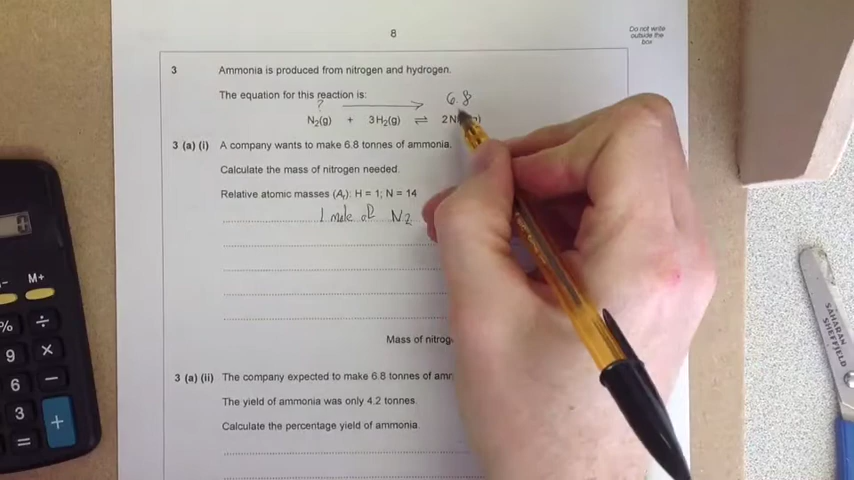 8
Do not write
outside the
box
3 Ammonia is produced from nitrogen and hydrogen.
The equation for this reaction is:
? 6.8
N2(g) + 3H2(g) ⇌ 2N
3 (a) (i) A company wants to make 6.8 tonnes of ammonia.
Calculate the mass of nitrogen needed.
Relative atomic masses (Ar): H = 1; N = 14
1 mole of N2
Mass of nitrog
3 (a) (ii) The company expected to make 6.8 tonnes of am
The yield of ammonia was only 4.2 tonnes.
Calculate the percentage yield of ammonia.
M+
%
÷
9
×
6
−
3
+
=
SAHARAN
STEEL